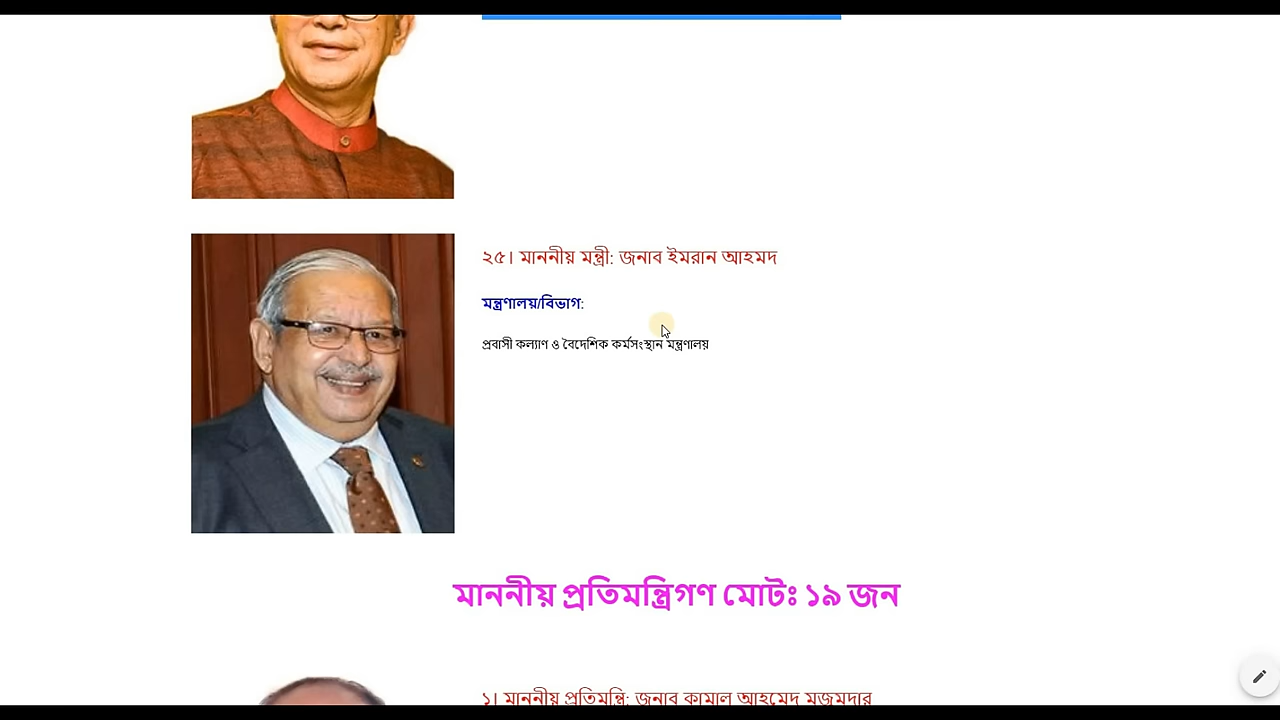 ২৫। মাননীয় মন্ত্রী: জনাব ইমরান আহমদ
মন্ত্রণালয়/বিভাগ:
প্রবাসী কল্যাণ ও বৈদেশিক কর্মসংস্থান মন্ত্রণালয়
মাননীয় প্রতিমন্ত্রিগণ মোটঃ ১৯ জন
১। মাননীয় প্রতিমন্ত্রি: জনাব কামাল আহমেদ মজুমদার